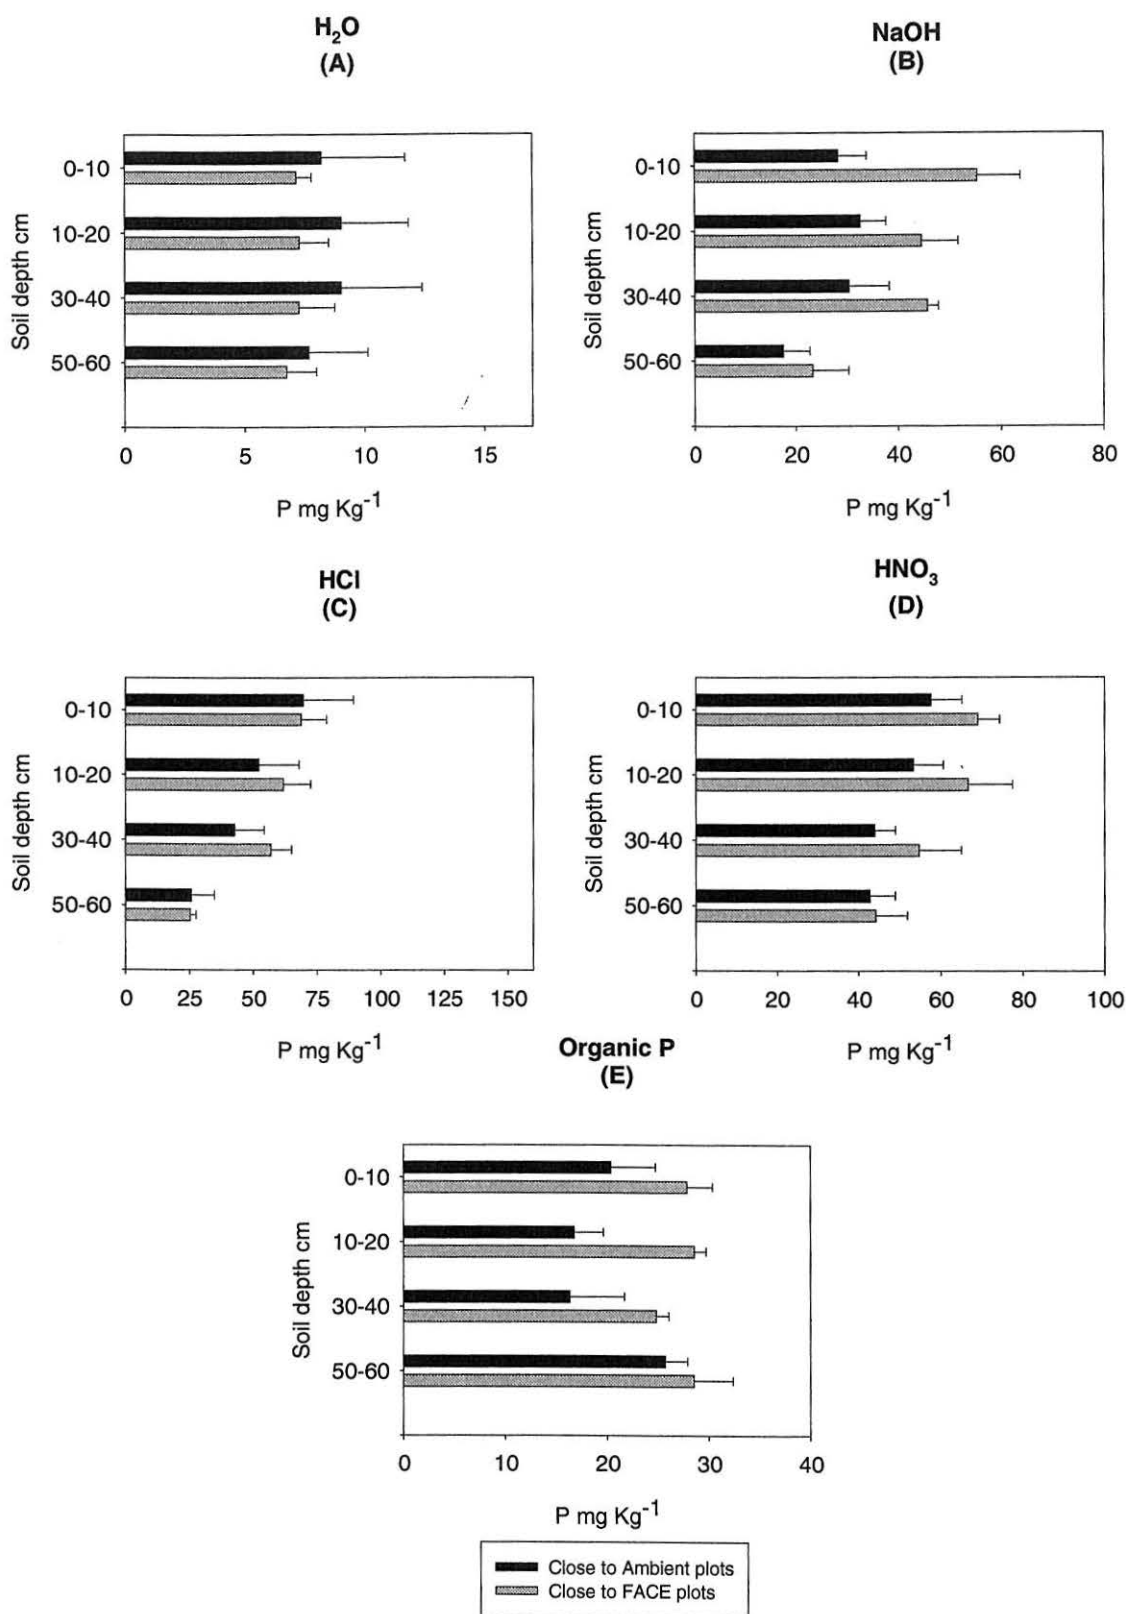 H2O
(A)
Soil depth cm
0-10
10-20
30-40
50-60
0 5 10 15
P mg Kg-1
NaOH
(B)
Soil depth cm
0-10
10-20
30-40
50-60
0 20 40 60 80
P mg Kg-1
HCl
(C)
Soil depth cm
0-10
10-20
30-40
50-60
0 25 50 75 100 125 150
P mg Kg-1
HNO3
(D)
Soil depth cm
0-10
10-20
30-40
50-60
0 20 40 60 80 100
P mg Kg-1
Organic P
(E)
Soil depth cm
0-10
10-20
30-40
50-60
0 10 20 30 40
P mg Kg-1
Close to Ambient plots
Close to FACE plots